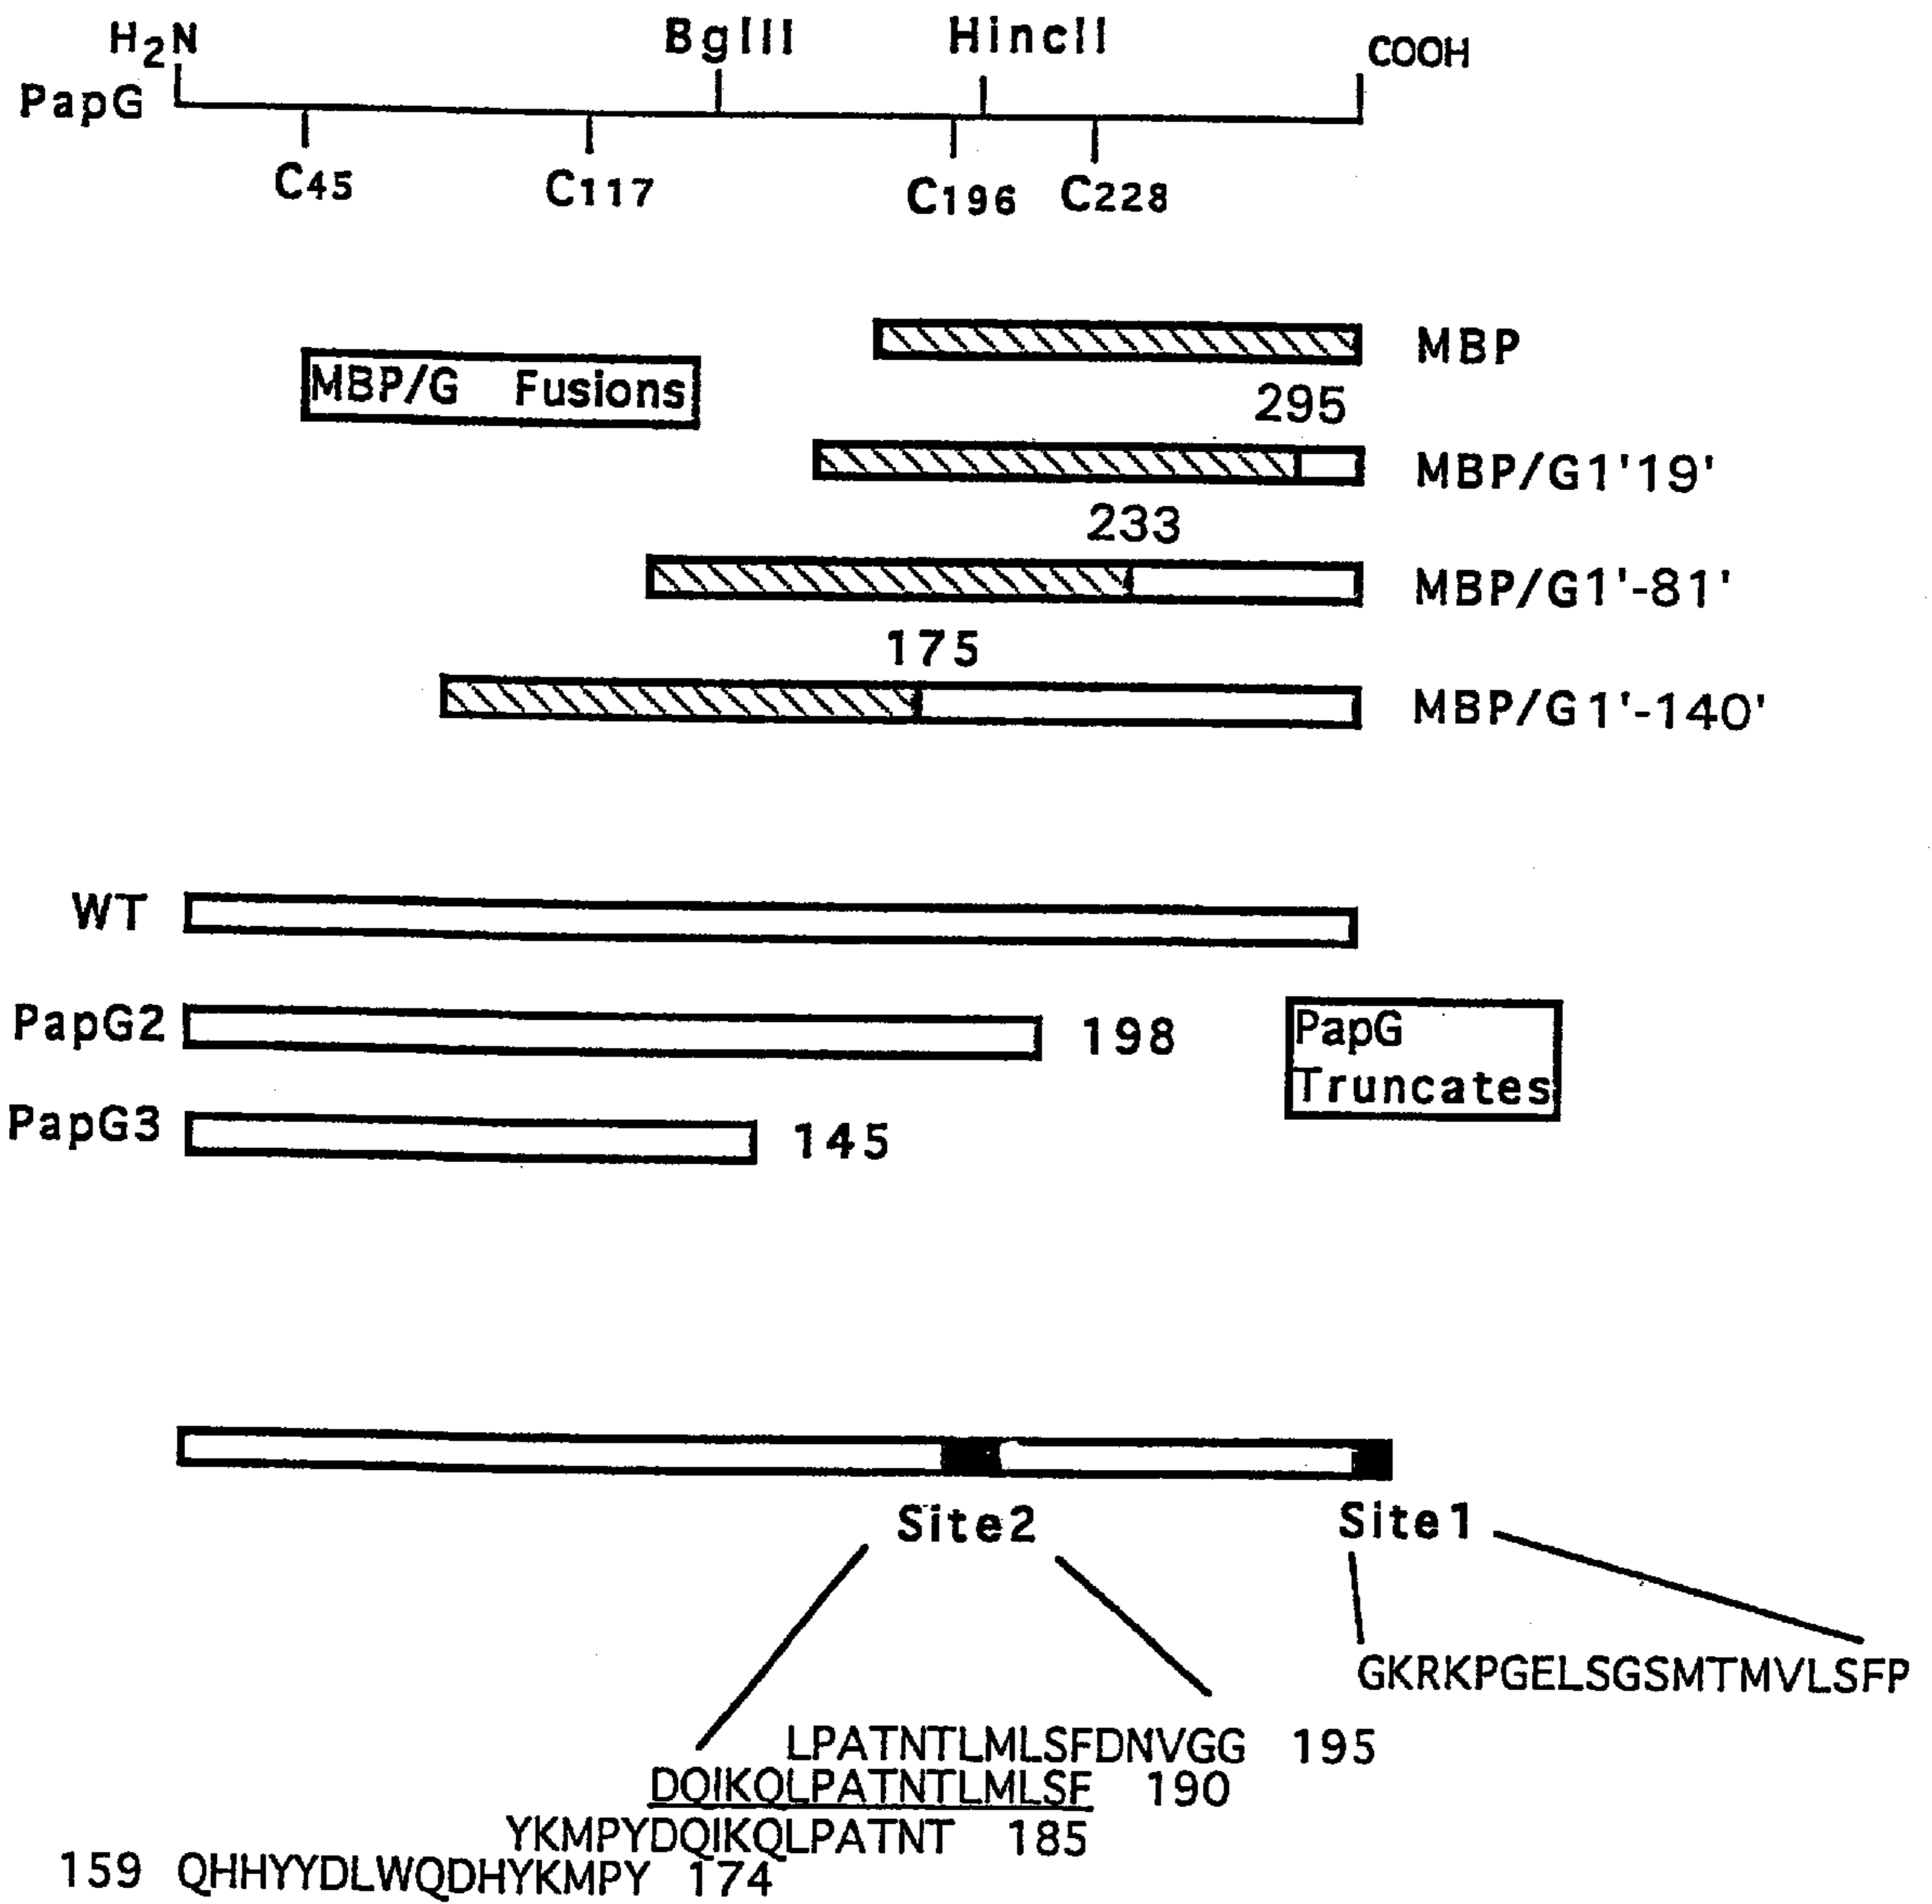 H2N BglII HincII COOH
PapG
C45 C117 C196 C228
MBP
MBP/G Fusions
295
MBP/G1'19'
233
MBP/G1'-81'
175
MBP/G1'-140'
WT
PapG2 198
PapG
Truncates
PapG3 145
Site2 Site1
GKRKPGELSGSMTMVLSFP
LPATNTLMLSFDNVGG 195
DQIKQLPATNTLMLSF 190
YKMPYDQIKQLPATNT 185
159 QHHYYDLWQDHYKMPY 174